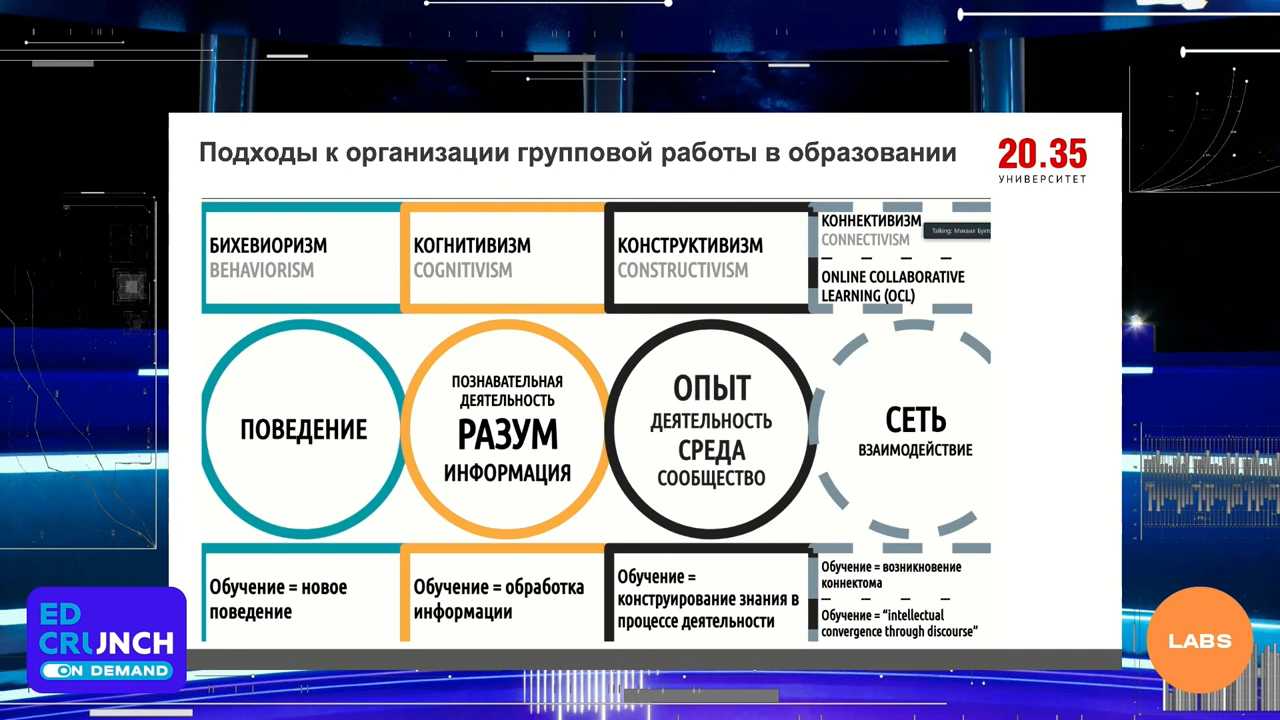 Подходы к организации групповой работы в образовании
20.35
УНИВЕРСИТЕТ
БИХЕВИОРИЗМ
BEHAVIORISM
КОГНИТИВИЗМ
COGNITIVISM
КОНСТРУКТИВИЗМ
CONSTRUCTIVISM
КОННЕКТИВИЗМ
CONNECTIVISM
Talking: Михаил
ONLINE COLLABORATIVE
LEARNING (OCL)
ПОВЕДЕНИЕ
ПОЗНАВАТЕЛЬНАЯ
ДЕЯТЕЛЬНОСТЬ
РАЗУМ
ИНФОРМАЦИЯ
ОПЫТ
ДЕЯТЕЛЬНОСТЬ
СРЕДА
СООБЩЕСТВО
СЕТЬ
ВЗАИМОДЕЙСТВИЕ
Обучение = новое
поведение
Обучение = обработка
информации
Обучение =
конструирование знания в
процессе деятельности
Обучение = возникновение
коннектома
Обучение = “intellectual
convergence through discourse”
ED
CRUNCH
ON DEMAND
LABS